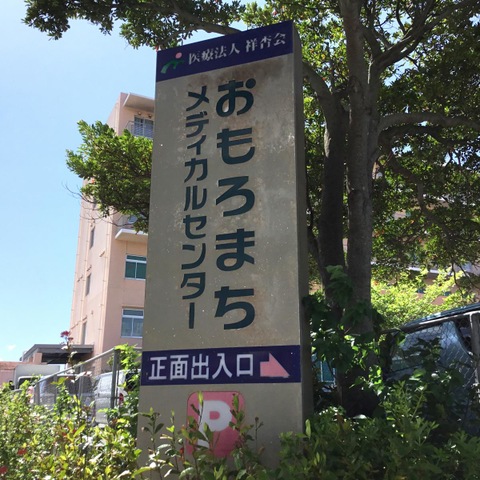 医療法人 祥杏会
おもろまち
メディカルセンター
正面出入口
P